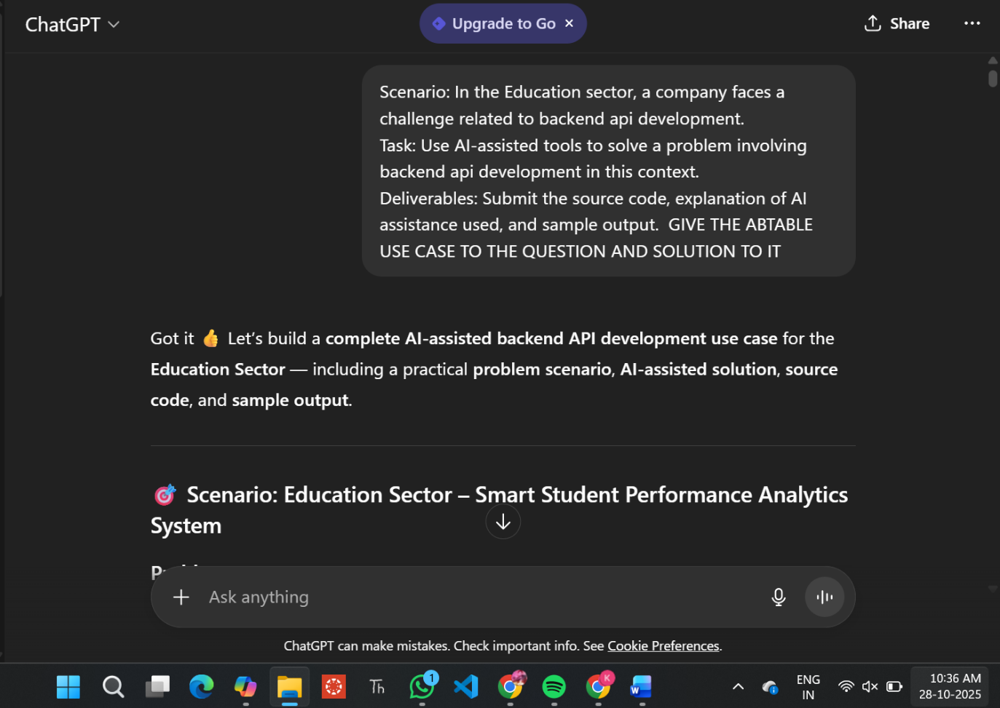 ChatGPT
Upgrade to Go ×
Share
Scenario: In the Education sector, a company faces a
challenge related to backend api development.
Task: Use AI-assisted tools to solve a problem involving
backend api development in this context.
Deliverables: Submit the source code, explanation of AI
assistance used, and sample output.  GIVE THE ABTABLE
USE CASE TO THE QUESTION AND SOLUTION TO IT
Got it 👍 Let's build a complete AI-assisted backend API development use case for the
Education Sector — including a practical problem scenario, AI-assisted solution, source
code, and sample output.
🎯 Scenario: Education Sector – Smart Student Performance Analytics
System
Ask anything
ChatGPT can make mistakes. Check important info. See Cookie Preferences.
Th
1
K
W
ENG
IN
10:36 AM
28-10-2025